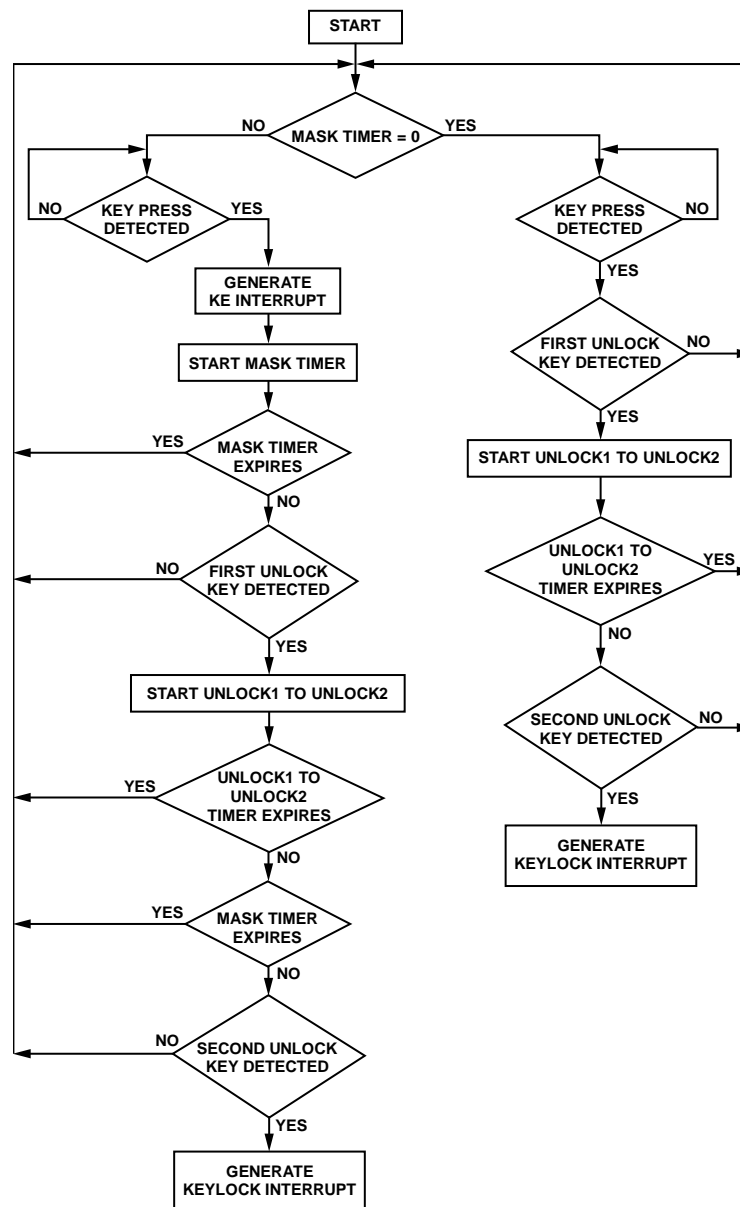 START
MASK TIMER = 0
NO
YES
KEY PRESS
DETECTED
NO
YES
GENERATE
KE INTERRUPT
START MASK TIMER
MASK TIMER
EXPIRES
YES
NO
FIRST UNLOCK
KEY DETECTED
NO
YES
START UNLOCK1 TO UNLOCK2
UNLOCK1 TO
UNLOCK2
TIMER EXPIRES
YES
NO
MASK TIMER
EXPIRES
YES
NO
SECOND UNLOCK
KEY DETECTED
NO
YES
GENERATE
KEYLOCK INTERRUPT
KEY PRESS
DETECTED
NO
YES
FIRST UNLOCK
KEY DETECTED
NO
YES
START UNLOCK1 TO UNLOCK2
UNLOCK1 TO
UNLOCK2
TIMER EXPIRES
YES
NO
SECOND UNLOCK
KEY DETECTED
NO
YES
GENERATE
KEYLOCK INTERRUPT